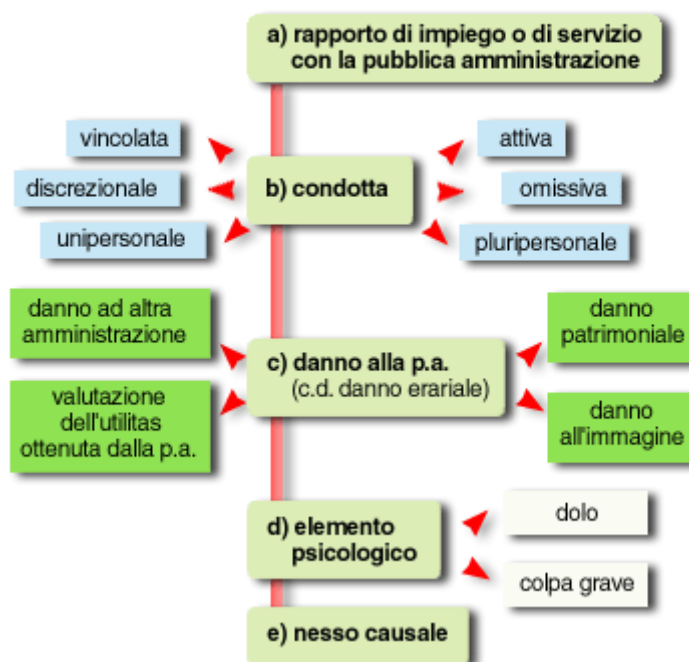 a) rapporto di impiego o di servizio
con la pubblica amministrazione
vincolata
discrezionale
unipersonale
b) condotta
attiva
omissiva
pluripersonale
danno ad altra
amministrazione
valutazione
dell'utilitas
ottenuta dalla p.a.
c) danno alla p.a.
(c.d. danno erariale)
danno
patrimoniale
danno
all'immagine
d) elemento
psicologico
dolo
colpa grave
e) nesso causale